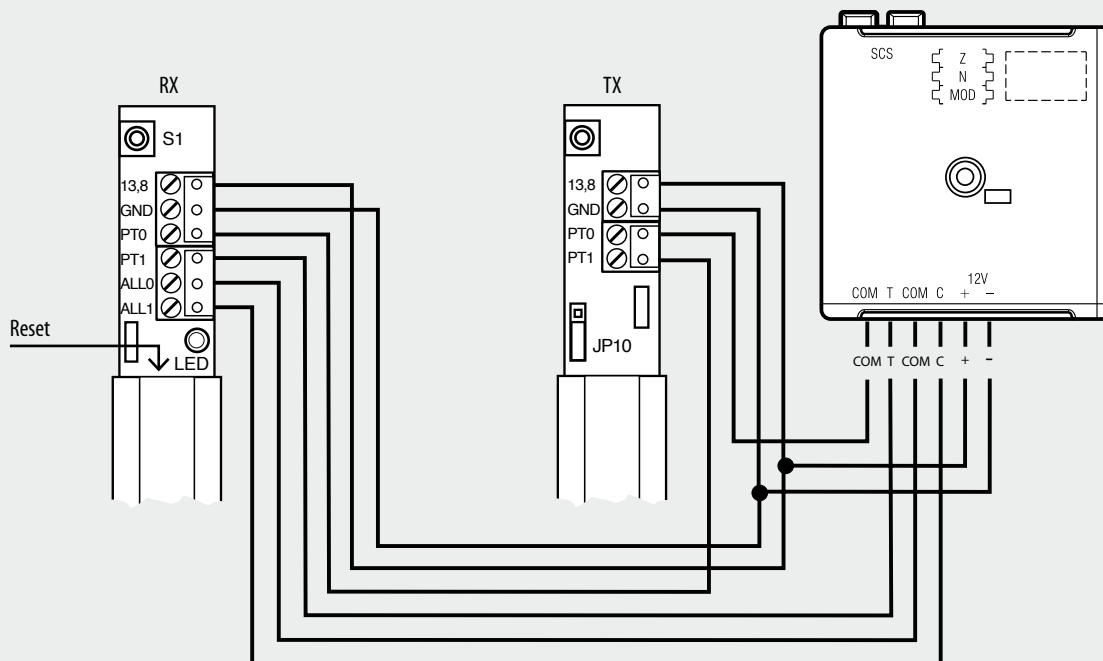 RX
S1
13,8
GND
PT0
PT1
ALL0
ALL1
Reset
LED
TX
13,8
GND
PT0
PT1
JP10
SCS
Z
N
MOD
12V
COM T COM C + –
COM T COM C + –